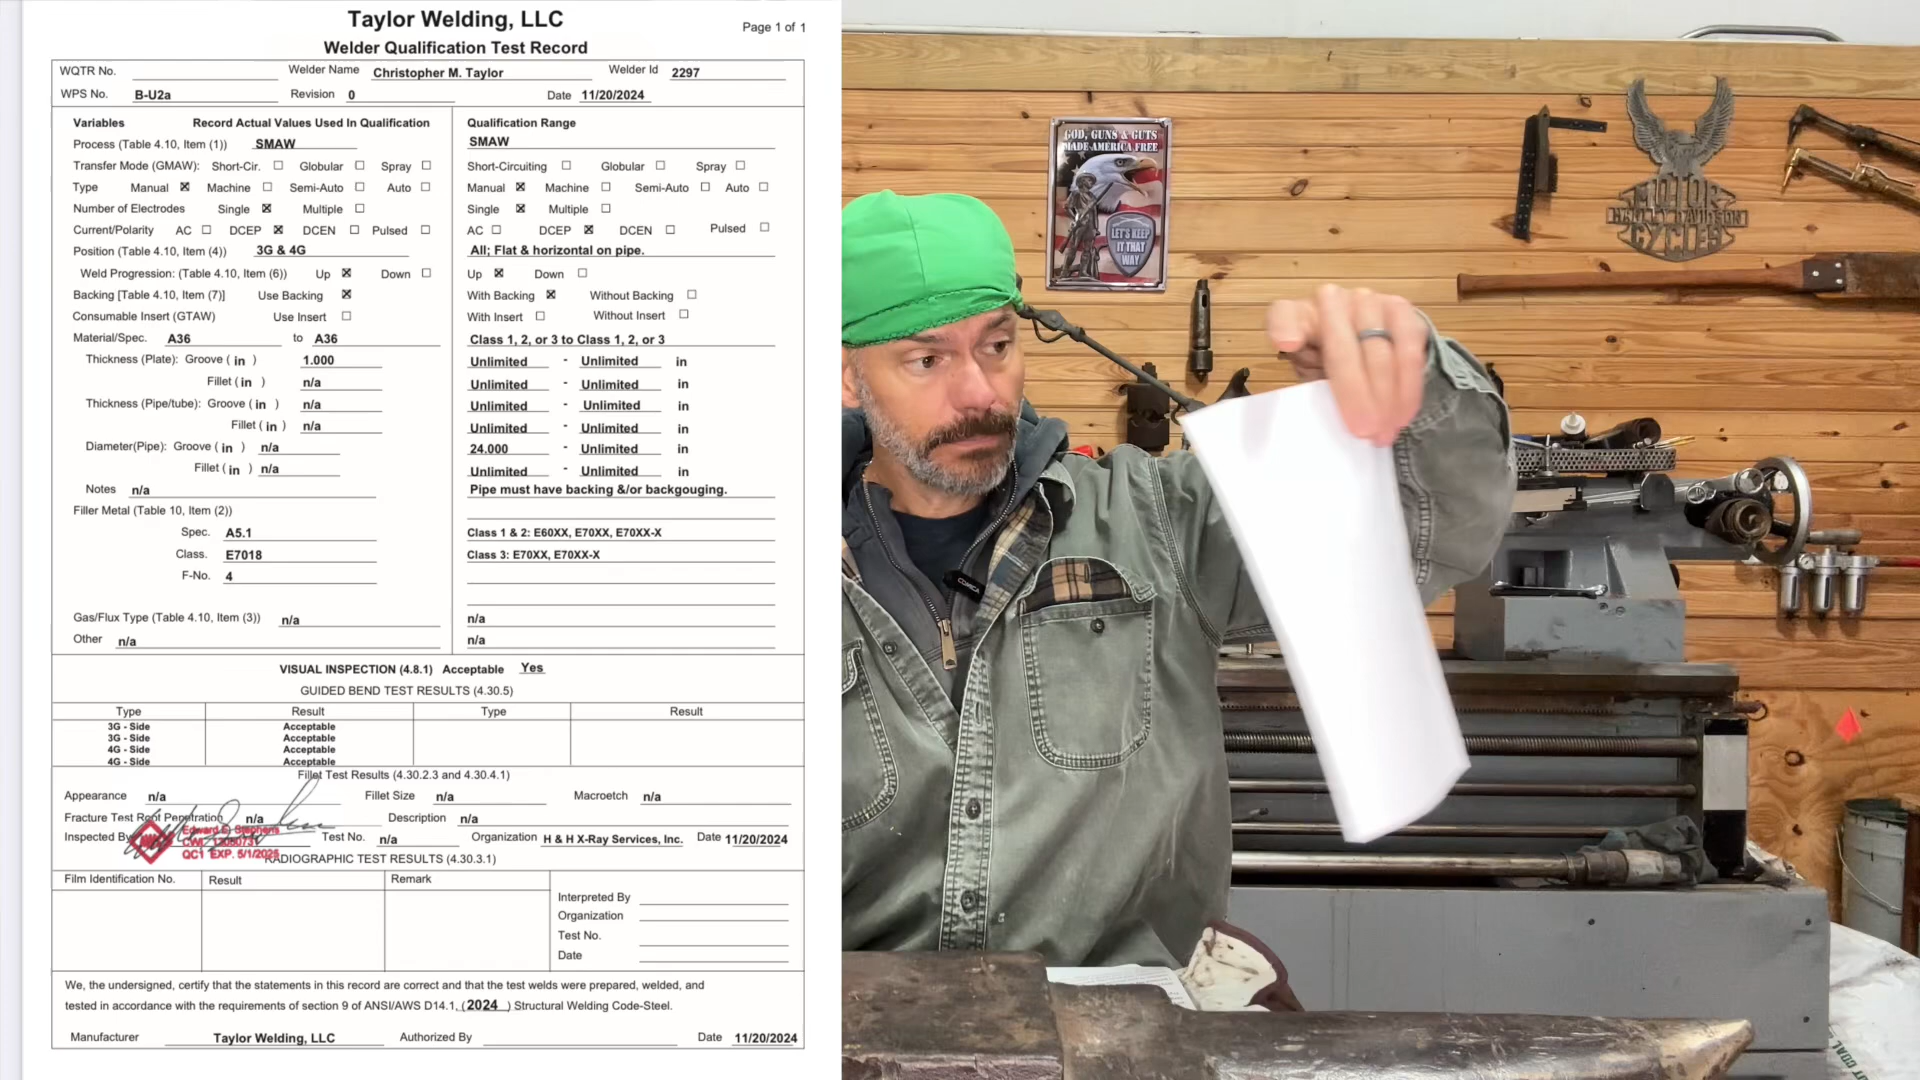 Taylor Welding, LLC
Page 1 of 1
Welder Qualification Test Record
WQTR No. Welder Name Christopher M. Taylor Welder Id 2297
WPS No. B-U2a Revision 0 Date 11/20/2024
Variables Record Actual Values Used In Qualification Qualification Range
Process (Table 4.10, Item (1)) SMAW SMAW
Transfer Mode (GMAW): Short-Cir. ☐ Globular ☐ Spray ☐ Short-Circuiting ☐ Globular ☐ Spray ☐
Type Manual ☒ Machine ☐ Semi-Auto ☐ Auto ☐ Manual ☒ Machine ☐ Semi-Auto ☐ Auto ☐
Number of Electrodes Single ☒ Multiple ☐ Single ☒ Multiple ☐
Current/Polarity AC ☐ DCEP ☒ DCEN ☐ Pulsed ☐ AC ☐ DCEP ☒ DCEN ☐ Pulsed ☐
Position (Table 4.10, Item (4)) 3G & 4G All; Flat & horizontal on pipe.
Weld Progression: (Table 4.10, Item (6)) Up ☒ Down ☐ Up ☒ Down ☐
Backing [Table 4.10, Item (7)] Use Backing ☒ With Backing ☒ Without Backing ☐
Consumable Insert (GTAW) Use Insert ☐ With Insert ☐ Without Insert ☐
Material/Spec. A36 to A36 Class 1, 2, or 3 to Class 1, 2, or 3
Thickness (Plate): Groove ( in ) 1.000 Unlimited - Unlimited in
Fillet ( in ) n/a Unlimited - Unlimited in
Thickness (Pipe/tube): Groove ( in ) n/a Unlimited - Unlimited in
Fillet ( in ) n/a Unlimited - Unlimited in
Diameter(Pipe): Groove ( in ) n/a 24.000 - Unlimited in
Fillet ( in ) n/a Unlimited - Unlimited in
Notes n/a Pipe must have backing &/or backgouging.
Filler Metal (Table 10, Item (2))
Spec. A5.1 Class 1 & 2: E60XX, E70XX, E70XX-X
Class. E7018 Class 3: E70XX, E70XX-X
F-No. 4
Gas/Flux Type (Table 4.10, Item (3)) n/a n/a
Other n/a n/a
VISUAL INSPECTION (4.8.1) Acceptable Yes
GUIDED BEND TEST RESULTS (4.30.5)
Type Result Type Result
3G - Side Acceptable
3G - Side Acceptable
4G - Side Acceptable
4G - Side Acceptable
Fillet Test Results (4.30.2.3 and 4.30.4.1)
Appearance n/a Fillet Size n/a Macroetch n/a
Fracture Test Root Penetration n/a Description n/a
Inspected By Test No. n/a Organization H & H X-Ray Services, Inc. Date 11/20/2024
Edward D Stephens
CWI
QC1 EXP. 5/1/2025
RADIOGRAPHIC TEST RESULTS (4.30.3.1)
Film Identification No. Result Remark
Interpreted By
Organization
Test No.
Date
We, the undersigned, certify that the statements in this record are correct and that the test welds were prepared, welded, and
tested in accordance with the requirements of section 9 of ANSI/AWS D14.1, ( 2024 ) Structural Welding Code-Steel.
Manufacturer Taylor Welding, LLC Authorized By Date 11/20/2024
GOD, GUNS & GUTS
MADE AMERICA FREE
LET'S KEEP
IT THAT
WAY
MOTOR
HARLEY-DAVIDSON
CYCLES
COMICA